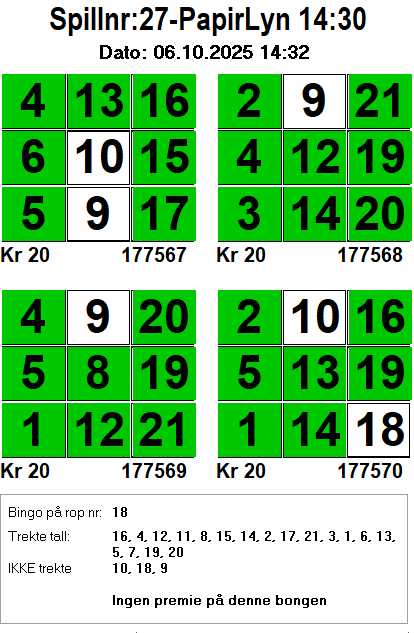 Spillnr:27-PapirLyn 14:30
Dato: 06.10.2025 14:32
4 13 16 2 9 21
6 10 15 4 12 19
5 9 17 3 14 20
Kr 20 177567 Kr 20 177568
4 9 20 2 10 16
5 8 19 5 13 19
1 12 21 1 14 18
Kr 20 177569 Kr 20 177570
Bingo på rop nr: 18
Trekte tall: 16, 4, 12, 11, 8, 15, 14, 2, 17, 21, 3, 1, 6, 13,
5, 7, 19, 20
IKKE trekte 10, 18, 9
Ingen premie på denne bongen